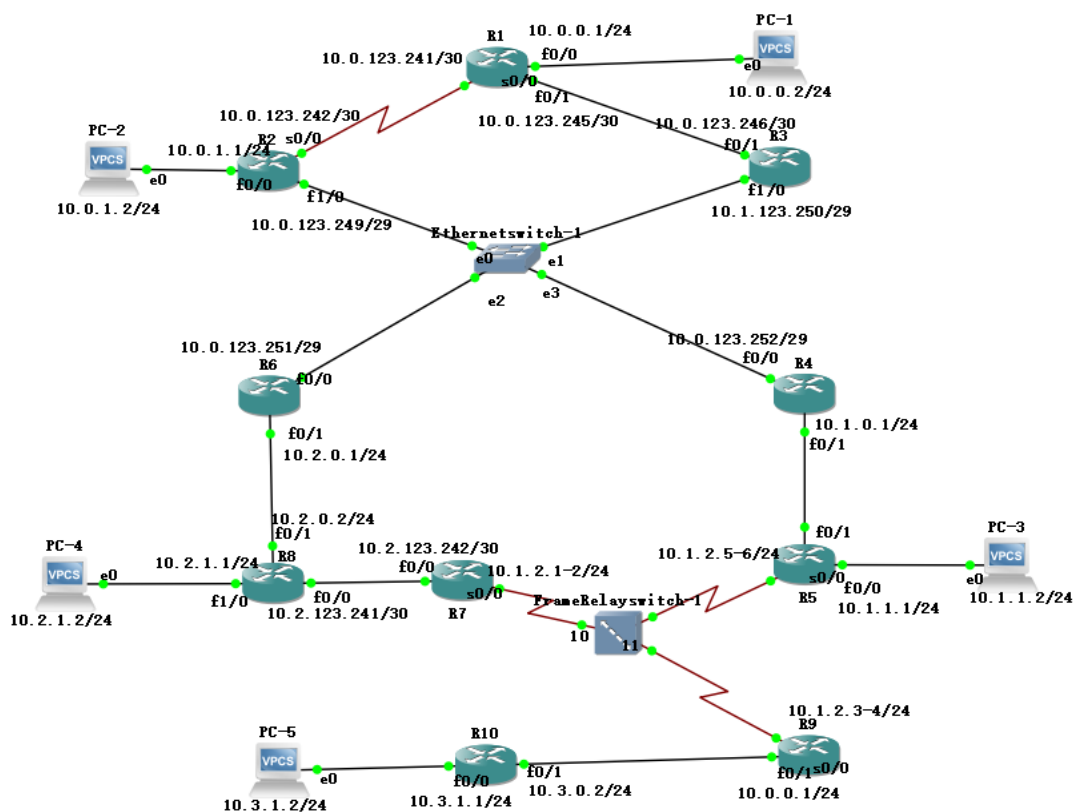 PC-1
R1
10.0.0.1/24
10.0.123.241/30
f0/0
e0
VPCS
s0/0
f0/1
10.0.0.2/24
10.0.123.242/30
10.0.123.245/30
10.0.123.246/30
PC-2
s0/0
R2
R3
10.0.1.1/24
f0/1
VPCS
e0
f0/0
f1/0
f1/0
10.0.1.2/24
10.0.123.249/29
10.1.123.250/29
Ethernetswitch-1
e0
e1
e2
e3
10.0.123.251/29
10.0.123.252/29
R6
f0/0
R4
f0/0
f0/1
10.2.0.1/24
10.1.0.1/24
f0/1
10.2.0.2/24
f0/1
f0/1
PC-4
10.2.1.1/24
R8
10.2.123.242/30
10.1.2.5-6/24
PC-3
VPCS
e0
f0/0
R7
10.1.2.1-2/24
s0/0
VPCS
f1/0
f0/0
s0/0
R5
f0/0
e0
10.2.1.2/24
10.2.123.241/30
FrameRelayswitch-1
10.1.1.1/24
10.1.1.2/24
10
11
10.1.2.3-4/24
PC-5
R10
R9
VPCS
e0
f0/0
f0/1
f0/1
s0/0
10.3.1.2/24
10.3.1.1/24
10.3.0.2/24
10.0.0.1/24